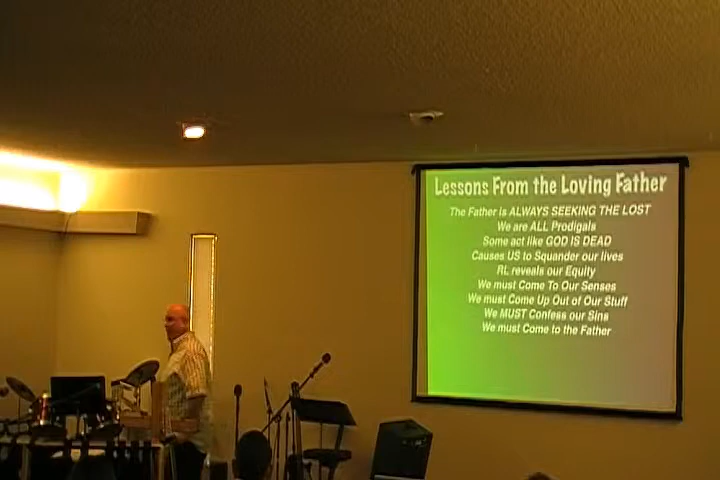 Lessons From the Loving Father
The Father is ALWAYS SEEKING THE LOST
We are ALL Prodigals
Some act like GOD IS DEAD
Causes US to Squander our lives
RL reveals our Equity
We must Come To Our Senses
We must Come Up Out of Our Stuff
We MUST Confess our Sins
We must Come to the Father